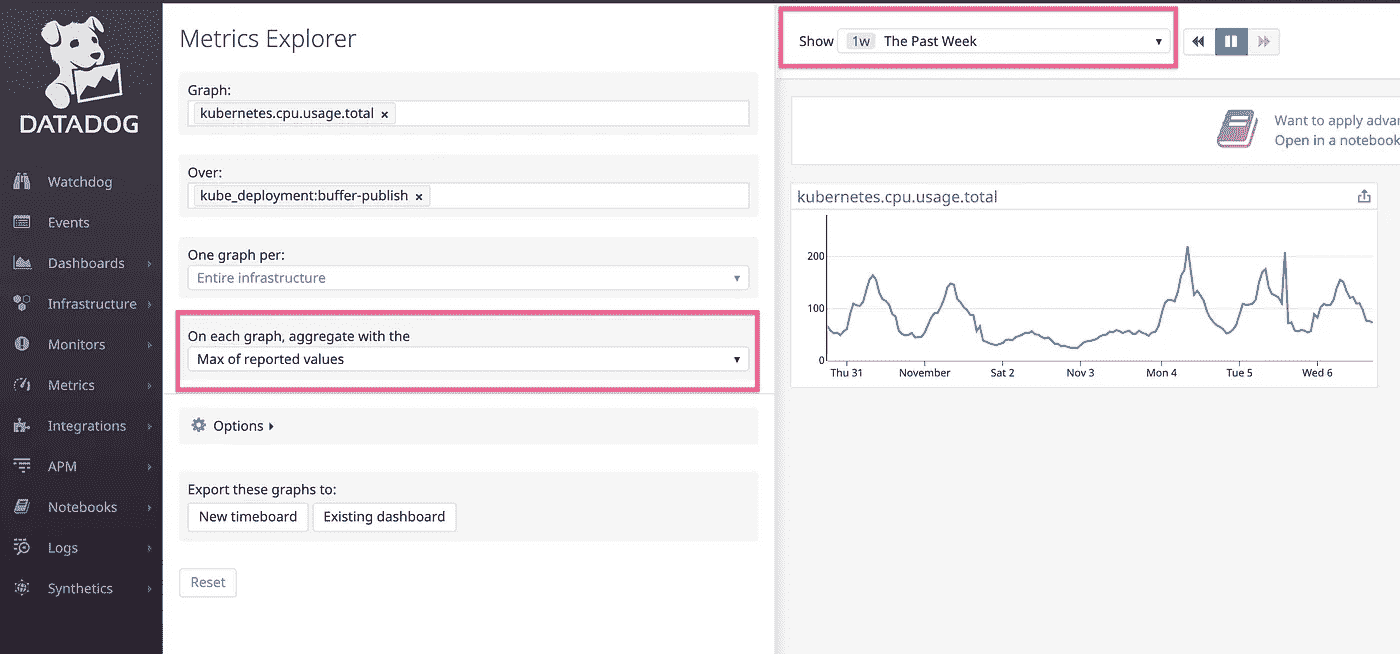 DATADOG
Watchdog
Events
Dashboards
Infrastructure
Monitors
Metrics
Integrations
APM
Notebooks
Logs
Synthetics
Metrics Explorer
Graph:
kubernetes.cpu.usage.total ×
Over:
kube_deployment:buffer-publish ×
One graph per:
Entire infrastructure
On each graph, aggregate with the
Max of reported values
Options
Export these graphs to:
New timeboard Existing dashboard
Reset
Show 1w The Past Week
Want to apply advan
Open in a notebook
kubernetes.cpu.usage.total
200
100
0
Thu 31 November Sat 2 Nov 3 Mon 4 Tue 5 Wed 6